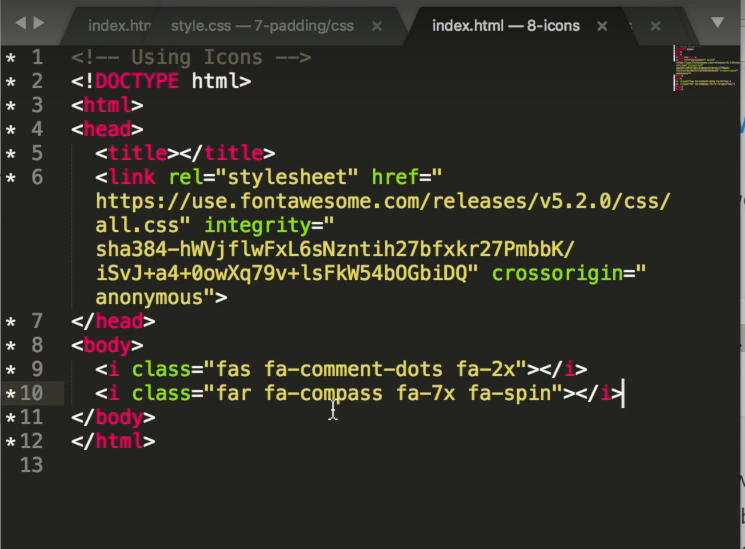 index.htm style.css — 7-padding/css × index.html — 8-icons × ×
* 1 <!-- Using Icons -->
* 2 <!DOCTYPE html>
* 3 <html>
* 4 <head>
* 5 <title></title>
* 6 <link rel="stylesheet" href="
https://use.fontawesome.com/releases/v5.2.0/css/
all.css" integrity="
sha384-hWVjflwFxL6sNzntih27bfxkr27PmbbK/
iSvJ+a4+0owXq79v+lsFkW54bOGbiDQ" crossorigin="
anonymous">
* 7 </head>
* 8 <body>
* 9 <i class="fas fa-comment-dots fa-2x"></i>
* 10 <i class="far fa-compass fa-7x fa-spin"></i>
* 11 </body>
* 12 </html>
13